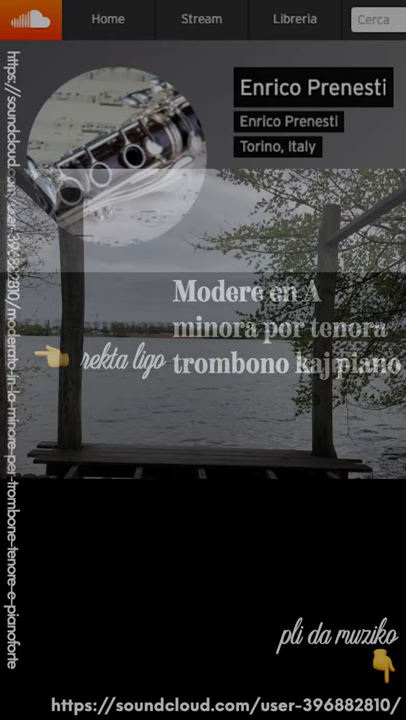 Home
Stream
Libreria
Cerca
Enrico Prenesti
Enrico Prenesti
Torino, Italy
Modere en A
minora por tenora
trombono kaj piano
rekta ligo
https://soundcloud.com/user-396882810/moderato-in-la-minore-per-trombone-tenore-e-pianoforte
pli da muziko
https://soundcloud.com/user-396882810/